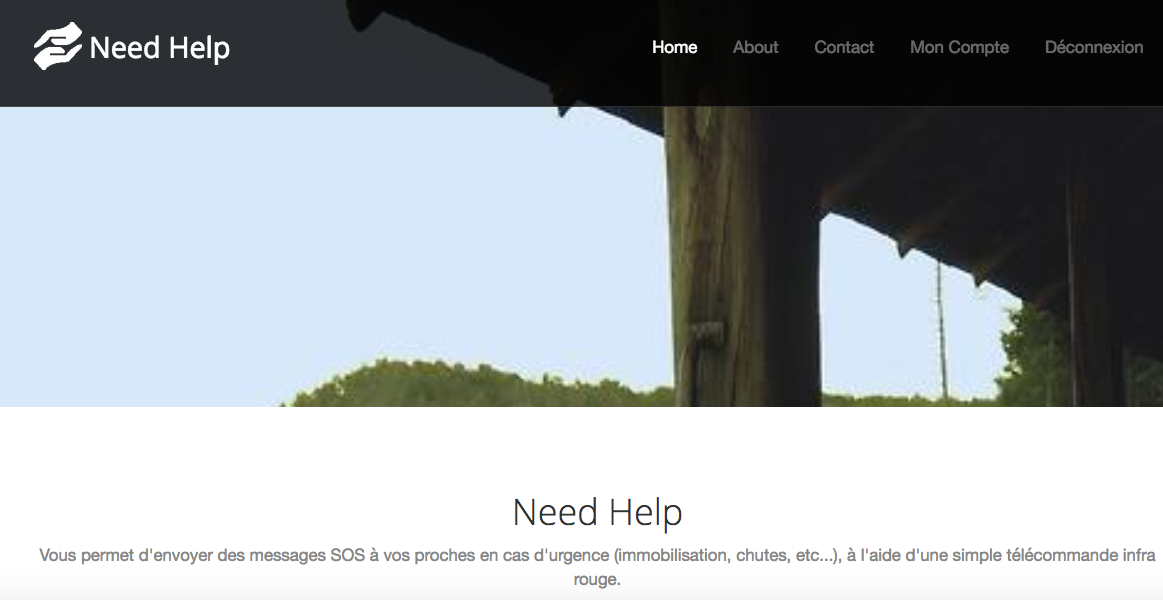 Need Help
Home About Contact Mon Compte Déconnexion
Need Help
Vous permet d'envoyer des messages SOS à vos proches en cas d'urgence (immobilisation, chutes, etc...), à l'aide d'une simple télécommande infra
rouge.